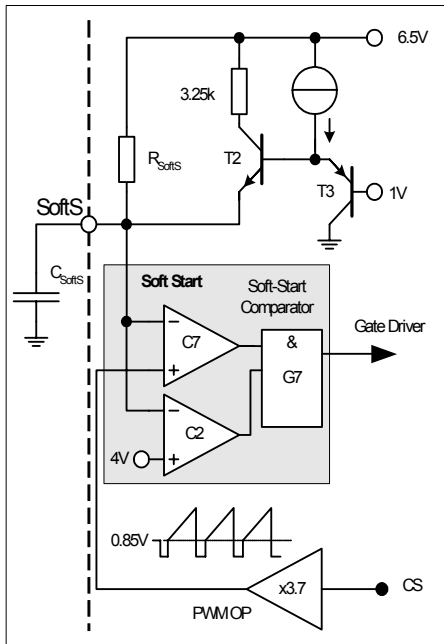 6.5V
3.25k
R_SoftS
T2
T3
1V
SoftS
C_SoftS
Soft Start
Soft-Start
Comparator
Gate Driver
C7
&
G7
C2
4V
0.85V
x3.7
CS
PWM OP